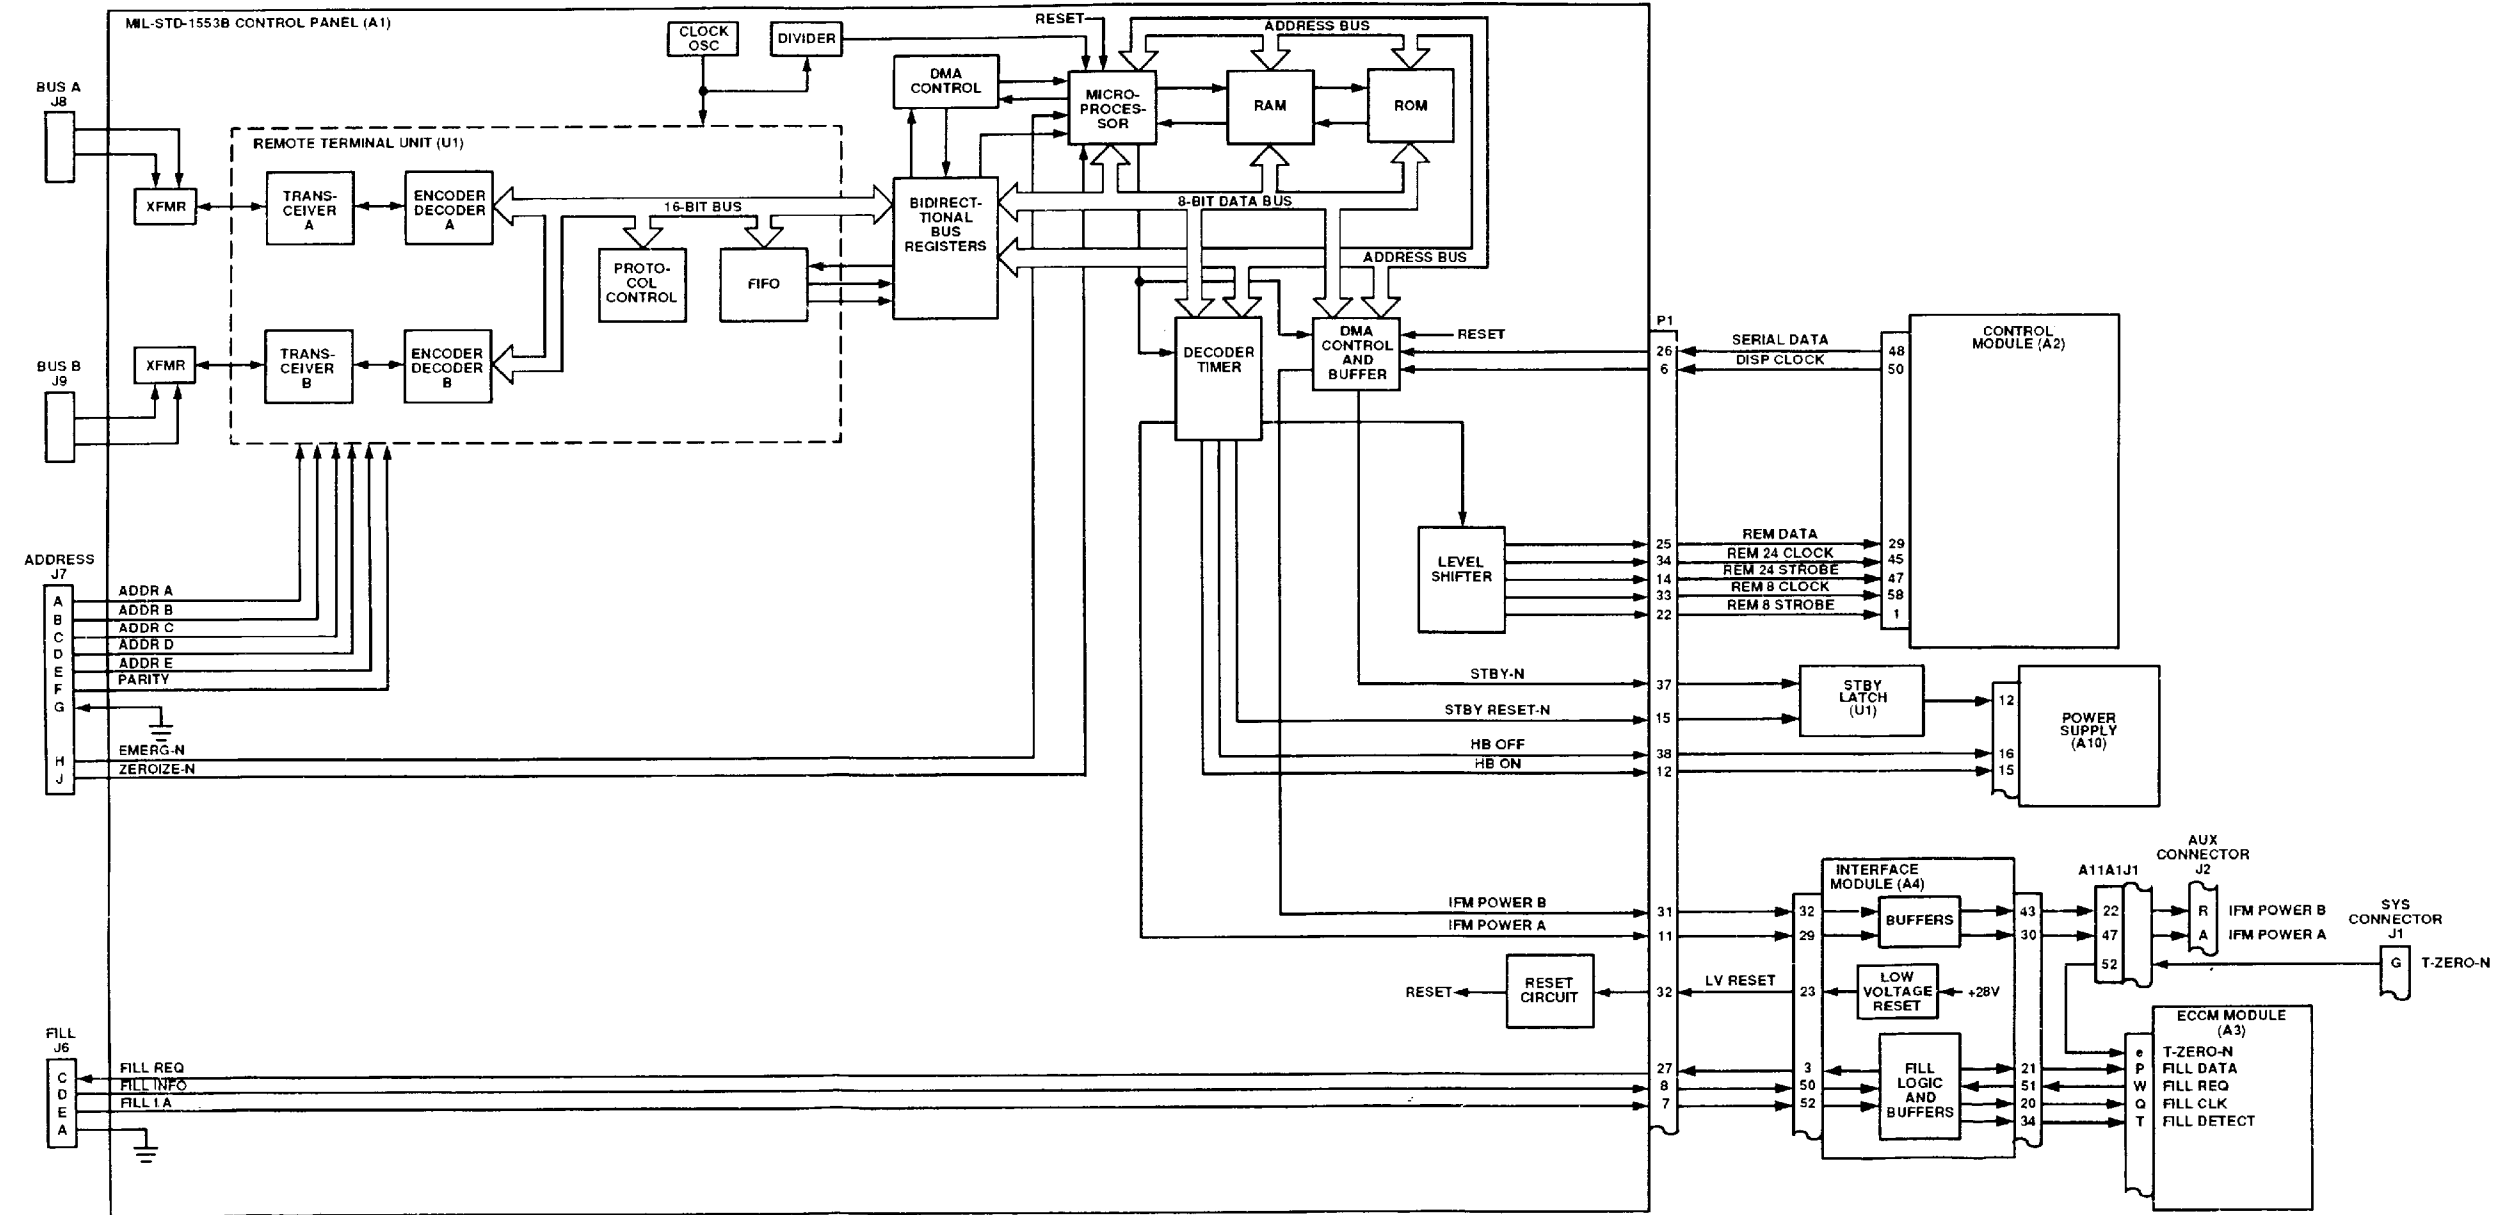 MIL-STD-1553B CONTROL PANEL (A1)
BUS A
J8
XFMR
REMOTE TERMINAL UNIT (U1)
TRANS-
CEIVER
A
ENCODER
DECODER
A
16-BIT BUS
PROTO-
COL
CONTROL
FIFO
CLOCK
OSC
DIVIDER
DMA
CONTROL
BIDIRECT-
TIONAL
BUS
REGISTERS
RESET
MICRO-
PROCES-
SOR
ADDRESS BUS
RAM
ROM
8-BIT DATA BUS
ADDRESS BUS
BUS B
J9
XFMR
TRANS-
CEIVER
B
ENCODER
DECODER
B
DECODER
TIMER
DMA
CONTROL
AND
BUFFER
RESET
LEVEL
SHIFTER
P1
26
6
SERIAL DATA
DISP CLOCK
48
50
CONTROL
MODULE (A2)
25
34
14
33
22
REM DATA
REM 24 CLOCK
REM 24 STROBE
REM 8 CLOCK
REM 8 STROBE
29
45
47
58
1
ADDRESS
J7
A ADDR A
B ADDR B
C ADDR C
D ADDR D
E ADDR E
F PARITY
G
H EMERG-N
J ZEROIZE-N
STBY-N 37
STBY RESET-N 15
HB OFF 38
HB ON 12
STBY
LATCH
(U1)
12
16
15
POWER
SUPPLY
(A10)
IFM POWER B 31
IFM POWER A 11
INTERFACE
MODULE (A4)
32
29
BUFFERS
43
30
A11A1J1
22
47
52
AUX
CONNECTOR
J2
R IFM POWER B
A IFM POWER A
SYS
CONNECTOR
J1
G T-ZERO-N
RESET
RESET
CIRCUIT
32
LV RESET
23
LOW
VOLTAGE
RESET
+28V
FILL
J6
C FILL REQ
D FILL INFO
E FILL I.A
A
27
8
7
3
50
52
FILL
LOGIC
AND
BUFFERS
21
51
20
34
ECCM MODULE
(A3)
e T-ZERO-N
P FILL DATA
W FILL REQ
Q FILL CLK
T FILL DETECT